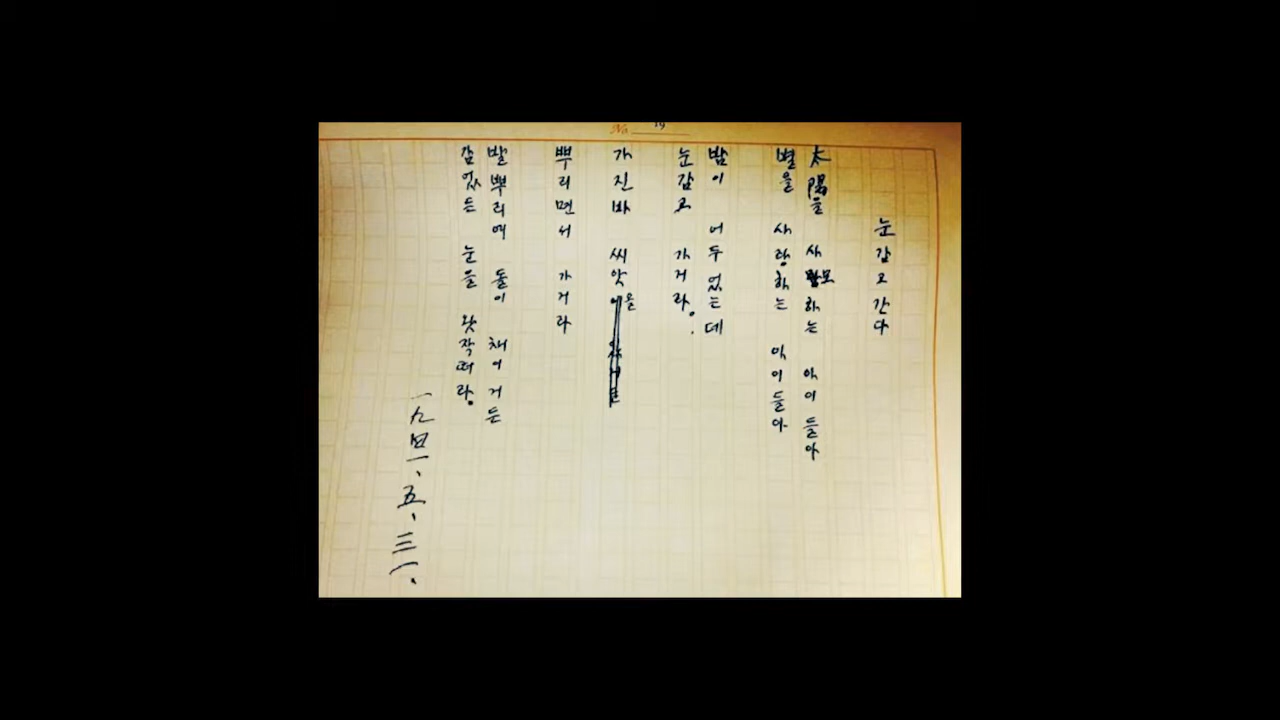 No.
눈감고간다
太陽을 사모하는 아이들아
별을 사랑하는 아이들아
밤이 어두었는데
눈감고 가거라.
가진바 씨앗을
뿌리면서 가거라
발뿌리에 돌이 채이거든
감었든 눈을 왓작떠라.
一九四一、五、三一.